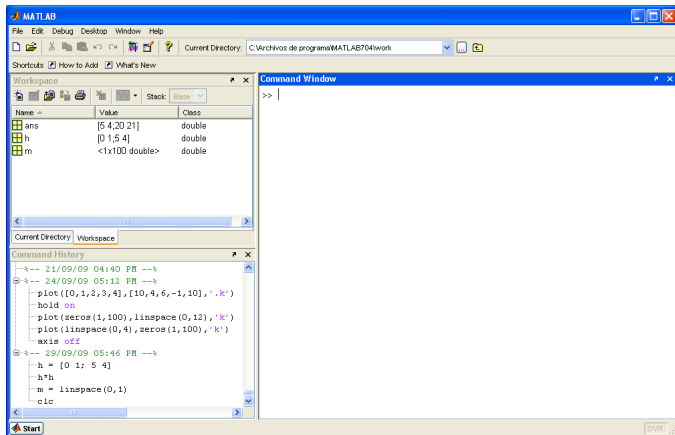 MATLAB
File Edit Debug Desktop Window Help
Current Directory: C:\Archivos de programa\MATLAB704\work
Shortcuts How to Add What's New
Workspace
Stack: Base
Name Value Class
ans [5 4;20 21] double
h [0 1;5 4] double
m <1x100 double> double
Current Directory Workspace
Command History
%-- 21/09/09 04:40 PM --%
%-- 24/09/09 05:12 PM --%
plot([0,1,2,3,4],[10,4,6,-1,10],'.k')
hold on
plot(zeros(1,100),linspace(0,12),'k')
plot(linspace(0,4),zeros(1,100),'k')
axis off
%-- 29/09/09 05:46 PM --%
h = [0 1; 5 4]
h*h
m = linspace(0,1)
clc
Command Window
>>
Start
OVR